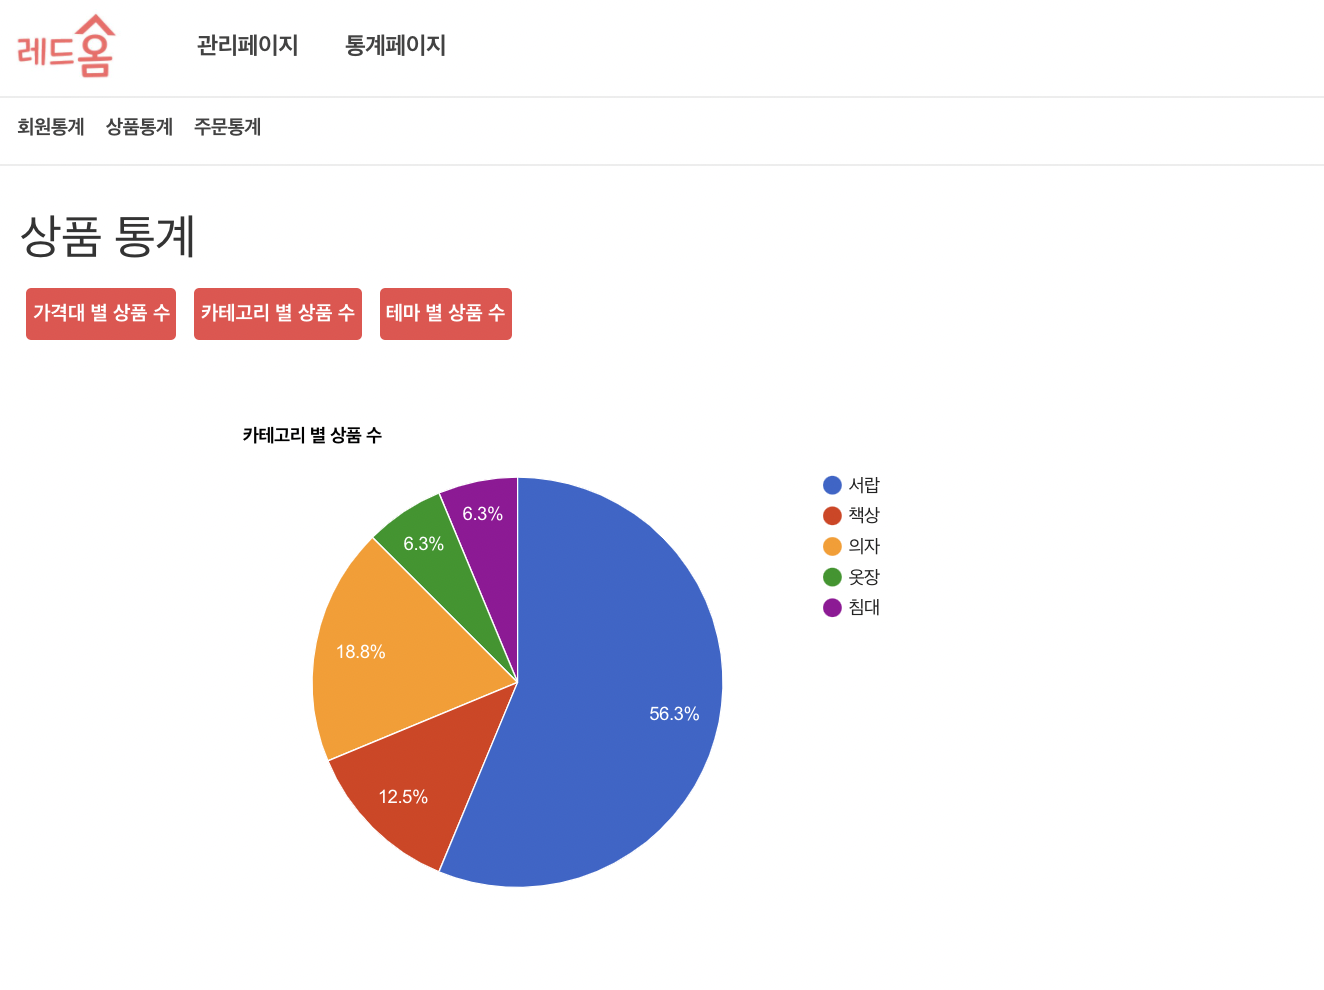 레드홈
관리페이지 통계페이지
회원통계 상품통계 주문통계
상품 통계
가격대 별 상품 수 카테고리 별 상품 수 테마 별 상품 수
카테고리 별 상품 수
서랍
책상
의자
옷장
침대
6.3%
6.3%
18.8%
56.3%
12.5%